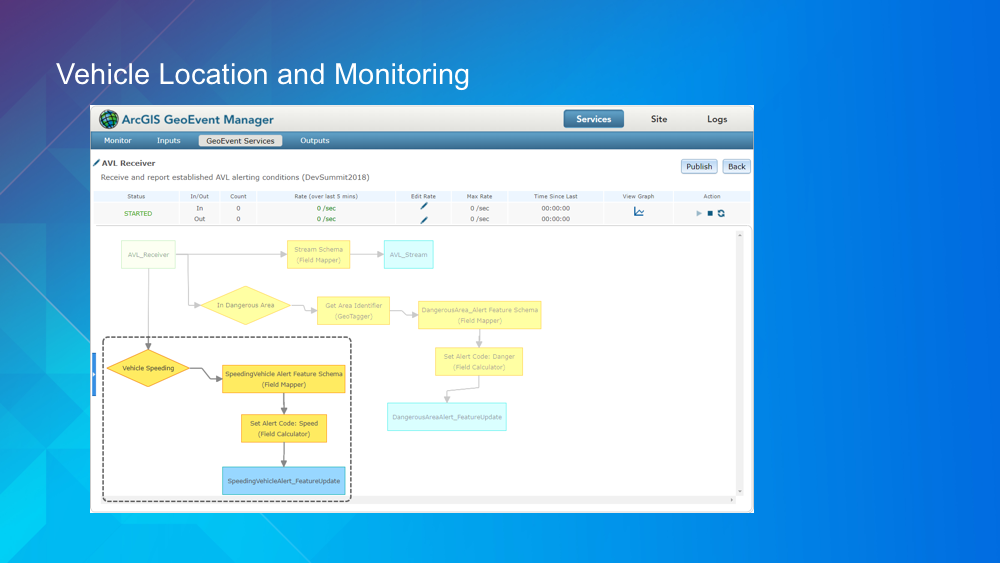 Vehicle Location and Monitoring
ArcGIS GeoEvent Manager
Services Site Logs
Monitor Inputs GeoEvent Services Outputs
AVL Receiver
Publish Back
Receive and report established AVL alerting conditions (DevSummit2018)
Status In/Out Count Rate (over last 5 mins) Edit Rate Max Rate Time Since Last View Graph Action
STARTED
In 0 0 /sec 0 /sec 00:00:00
Out 0 0 /sec 0 /sec 00:00:00
AVL_Receiver
Stream Schema
(Field Mapper)
AVL_Stream
In Dangerous Area
Get Area Identifier
(GeoTagger)
DangerousArea_Alert Feature Schema
(Field Mapper)
Set Alert Code: Danger
(Field Calculator)
DangerousAreaAlert_FeatureUpdate
Vehicle Speeding
SpeedingVehicle Alert Feature Schema
(Field Mapper)
Set Alert Code: Speed
(Field Calculator)
SpeedingVehicleAlert_FeatureUpdate